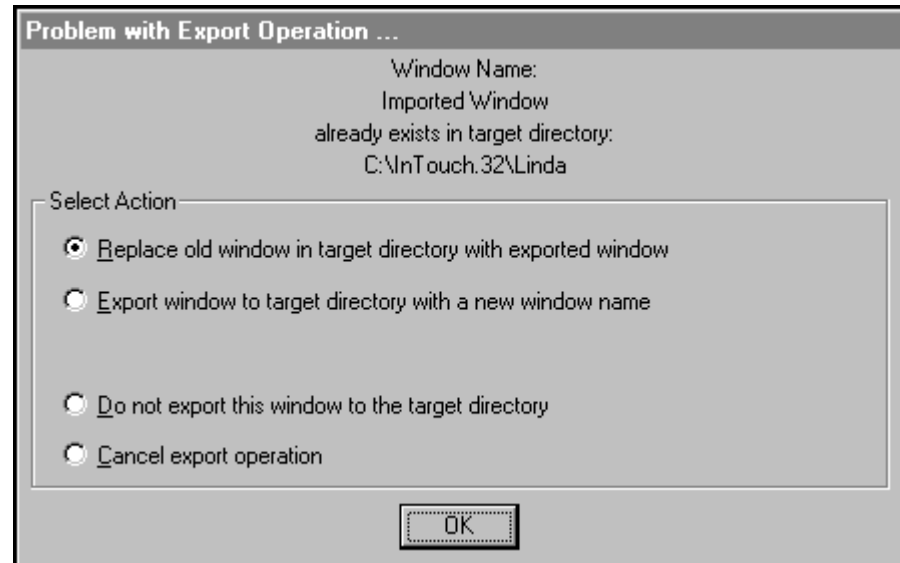 Problem with Export Operation ...
Window Name:
Imported Window
already exists in target directory:
C:\InTouch.32\Linda
Select Action
Replace old window in target directory with exported window
Export window to target directory with a new window name
Do not export this window to the target directory
Cancel export operation
OK